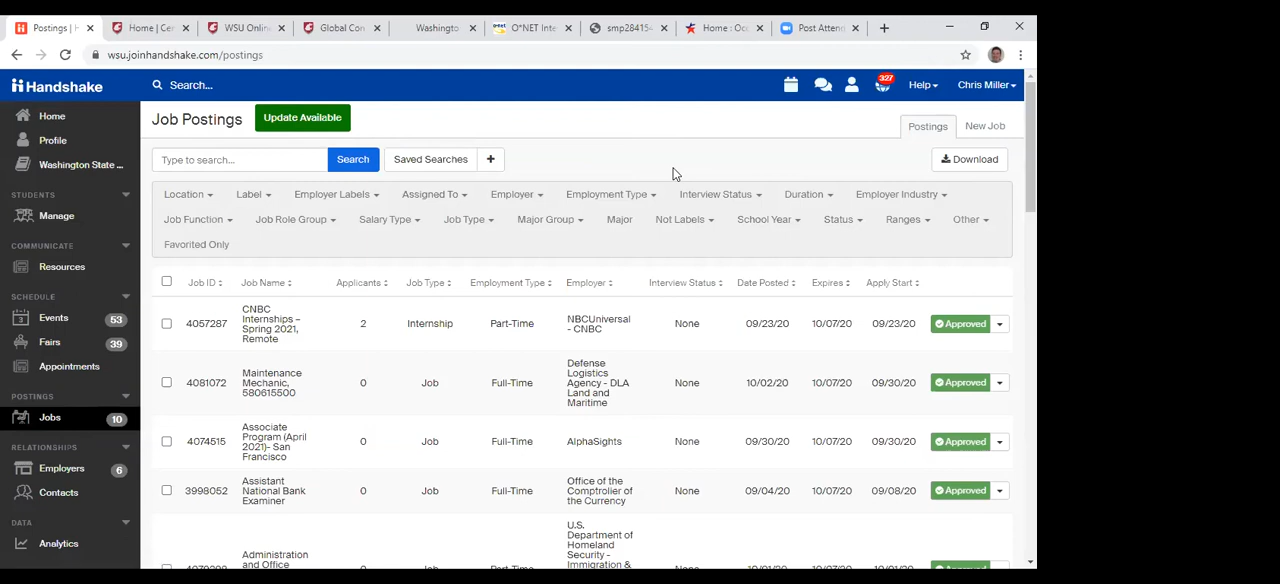 Postings | H
Home | Cen
WSU Online
Global Con
Washington
O*NET Inte
smp28415
Home : Occ
Post Atten
wsu.joinhandshake.com/postings
Handshake
Search...
327
Help
Chris Miller
Home
Profile
Washington State ...
STUDENTS
Manage
COMMUNICATE
Resources
SCHEDULE
Events 53
Fairs 39
Appointments
POSTINGS
Jobs 10
RELATIONSHIPS
Employers 6
Contacts
DATA
Analytics
Job Postings
Update Available
Postings
New Job
Type to search...
Search
Saved Searches
+
Download
Location Label Employer Labels Assigned To Employer Employment Type Interview Status Duration Employer Industry
Job Function Job Role Group Salary Type Job Type Major Group Major Not Labels School Year Status Ranges Other
Favorited Only
Job ID Job Name Applicants Job Type Employment Type Employer Interview Status Date Posted Expires Apply Start
4057287
CNBC
Internships –
Spring 2021,
Remote
2
Internship
Part-Time
NBCUniversal
- CNBC
None
09/23/20
10/07/20
09/23/20
Approved
4081072
Maintenance
Mechanic,
580615500
0
Job
Full-Time
Defense
Logistics
Agency - DLA
Land and
Maritime
None
10/02/20
10/07/20
09/30/20
Approved
4074515
Associate
Program (April
2021)- San
Francisco
0
Job
Full-Time
AlphaSights
None
09/30/20
10/07/20
09/30/20
Approved
3998052
Assistant
National Bank
Examiner
0
Job
Full-Time
Office of the
Comptroller of
the Currency
None
09/04/20
10/07/20
09/08/20
Approved
Administration
and Office
U.S.
Department of
Homeland
Security -
Immigration &